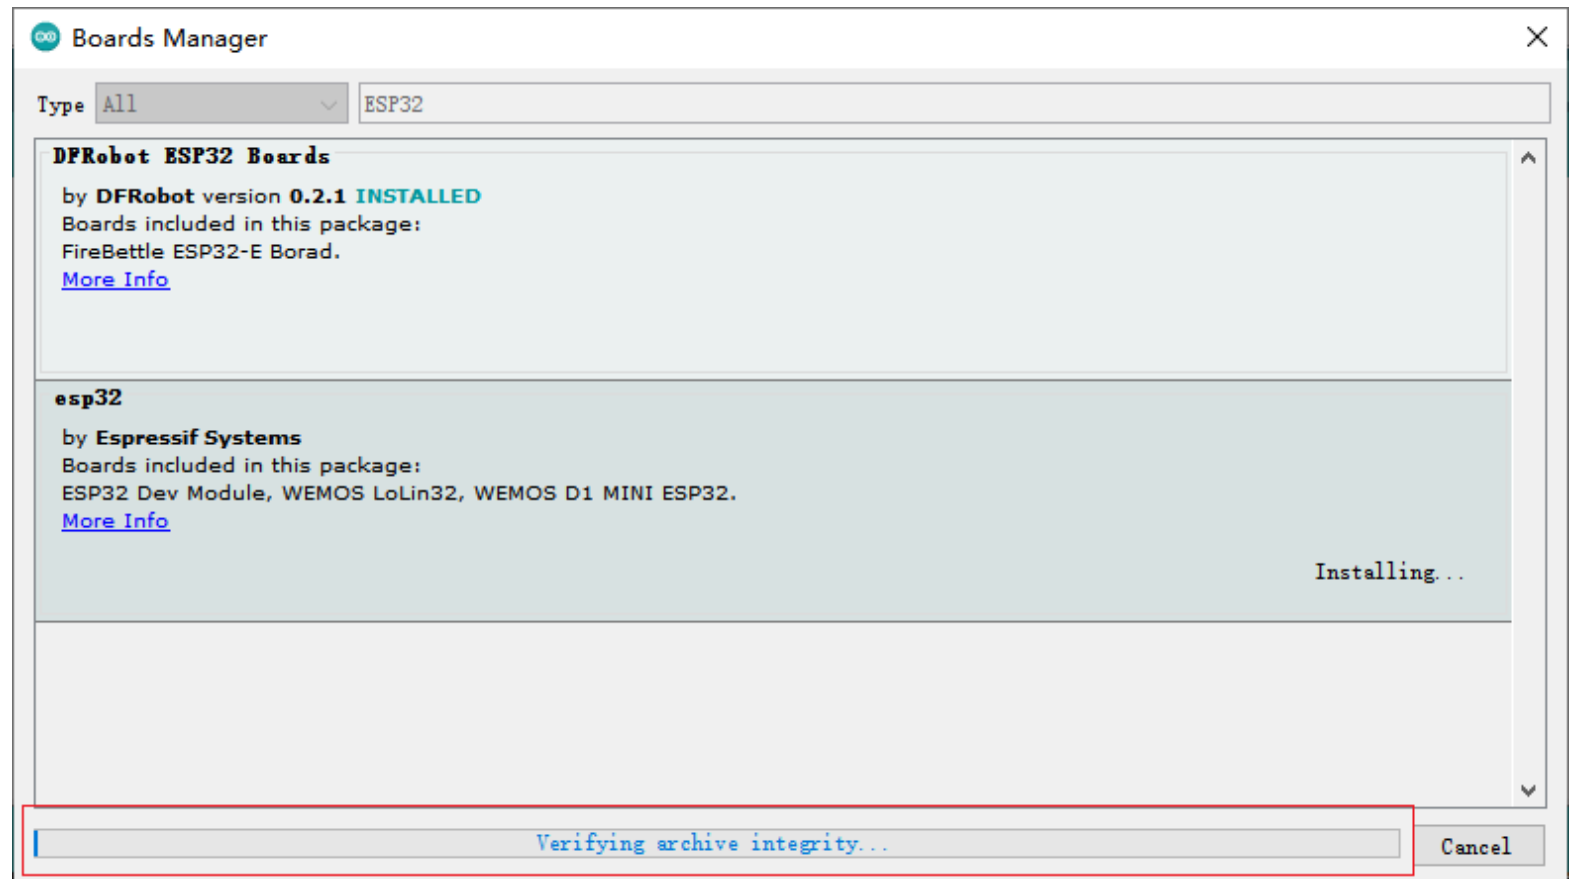 Boards Manager
Type All ESP32
DFRobot ESP32 Boards
by DFRobot version 0.2.1 INSTALLED
Boards included in this package:
FireBettle ESP32-E Borad.
More Info
esp32
by Espressif Systems
Boards included in this package:
ESP32 Dev Module, WEMOS LoLin32, WEMOS D1 MINI ESP32.
More Info
Installing...
Verifying archive integrity...
Cancel